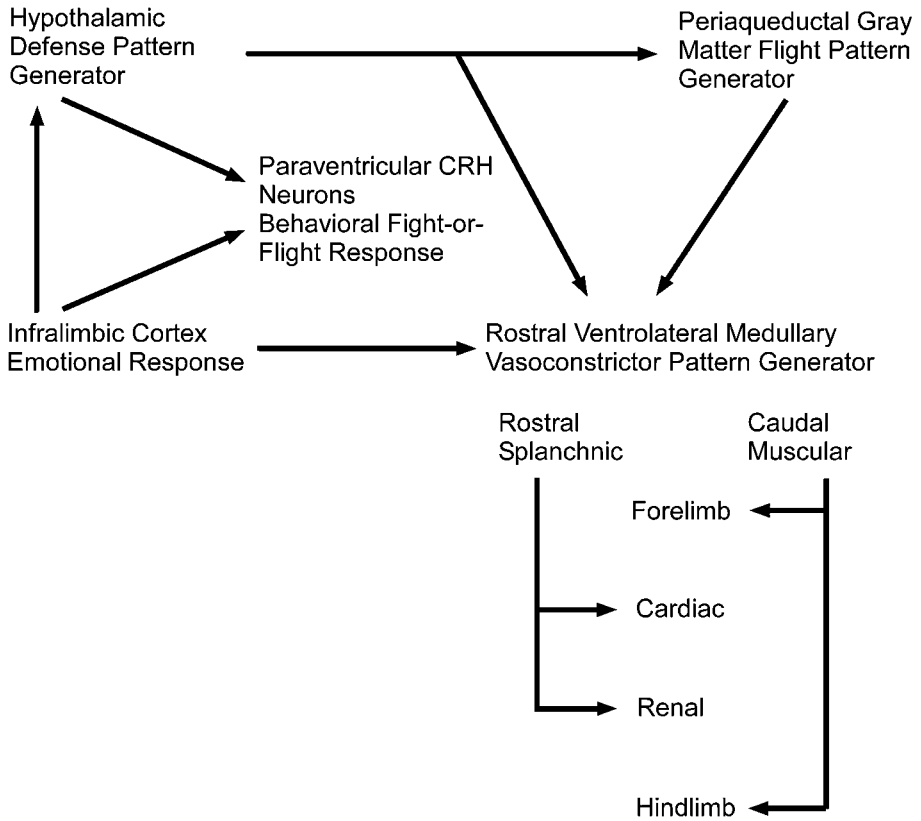 Hypothalamic
Defense Pattern
Generator
Periaqueductal Gray
Matter Flight Pattern
Generator
Paraventricular CRH
Neurons
Behavioral Fight-or-
Flight Response
Infralimbic Cortex
Emotional Response
Rostral Ventrolateral Medullary
Vasoconstrictor Pattern Generator
Rostral
Splanchnic
Caudal
Muscular
Forelimb
Cardiac
Renal
Hindlimb